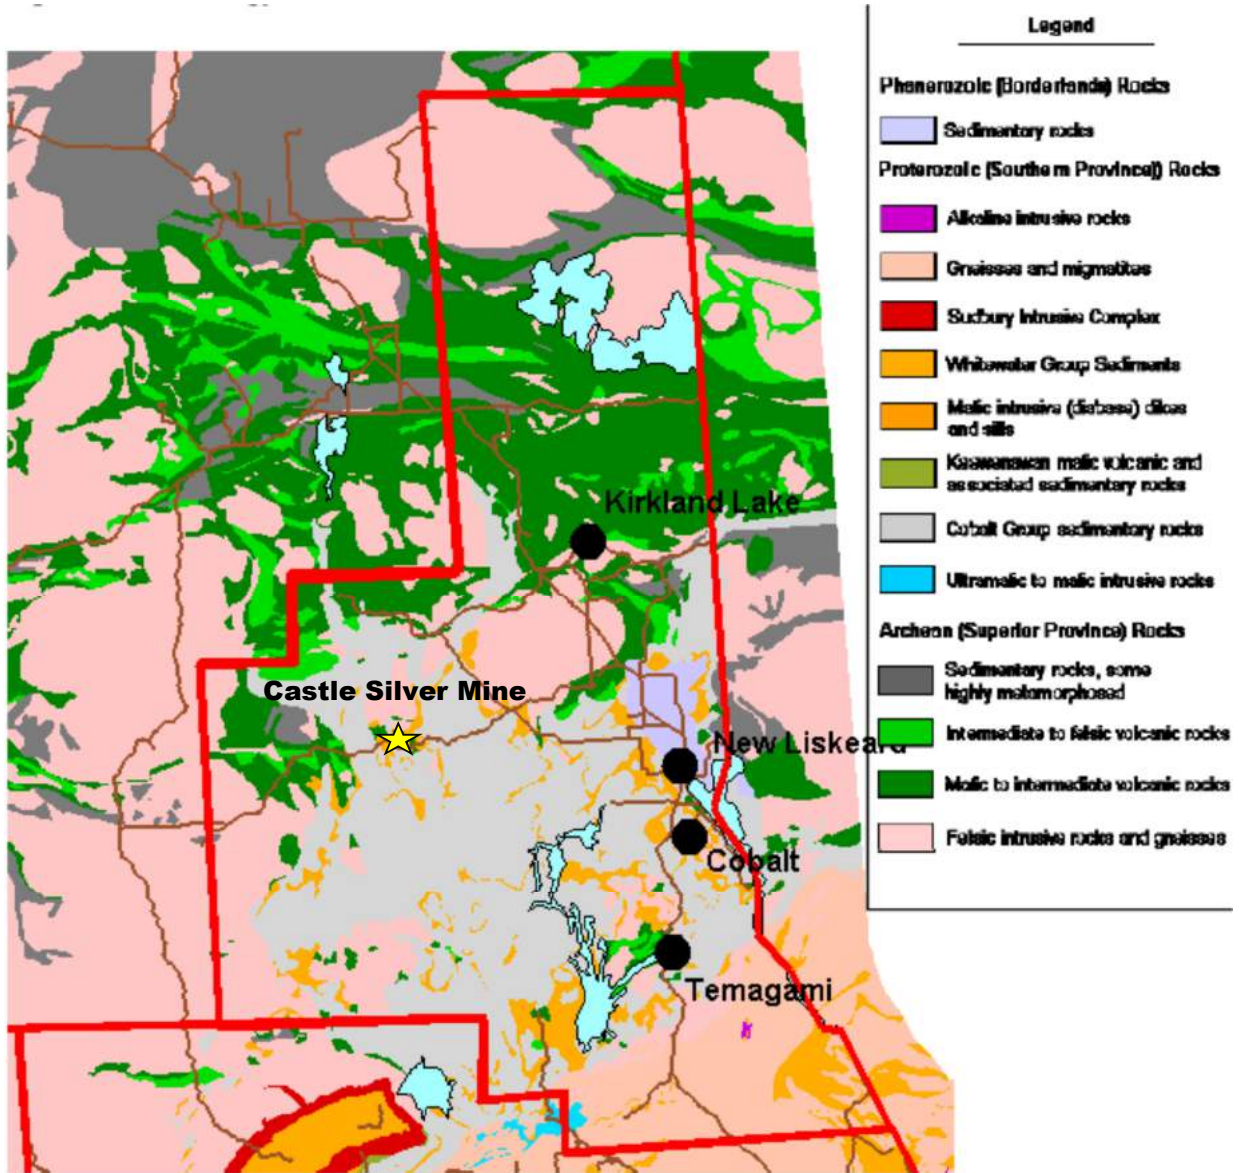 Legend
Phanerozoic (Borderlands) Rocks
Sedimentary rocks
Proterozoic (Southern Province)) Rocks
Alkaline intrusive rocks
Gneisses and migmatites
Sudbury Intrusive Complex
Whitewater Group Sediments
Mafic intrusive (diabase) dikes
and sills
Keewenawan mafic volcanic and
associated sedimentary rocks
Cobalt Group sedimentary rocks
Ultramafic to mafic intrusive rocks
Archean (Superior Province) Rocks
Sedimentary rocks, some
highly metamorphosed
Intermediate to felsic volcanic rocks
Mafic to intermediate volcanic rocks
Felsic intrusive rocks and gneisses
Kirkland Lake
Castle Silver Mine
New Liskeard
Cobalt
Temagami